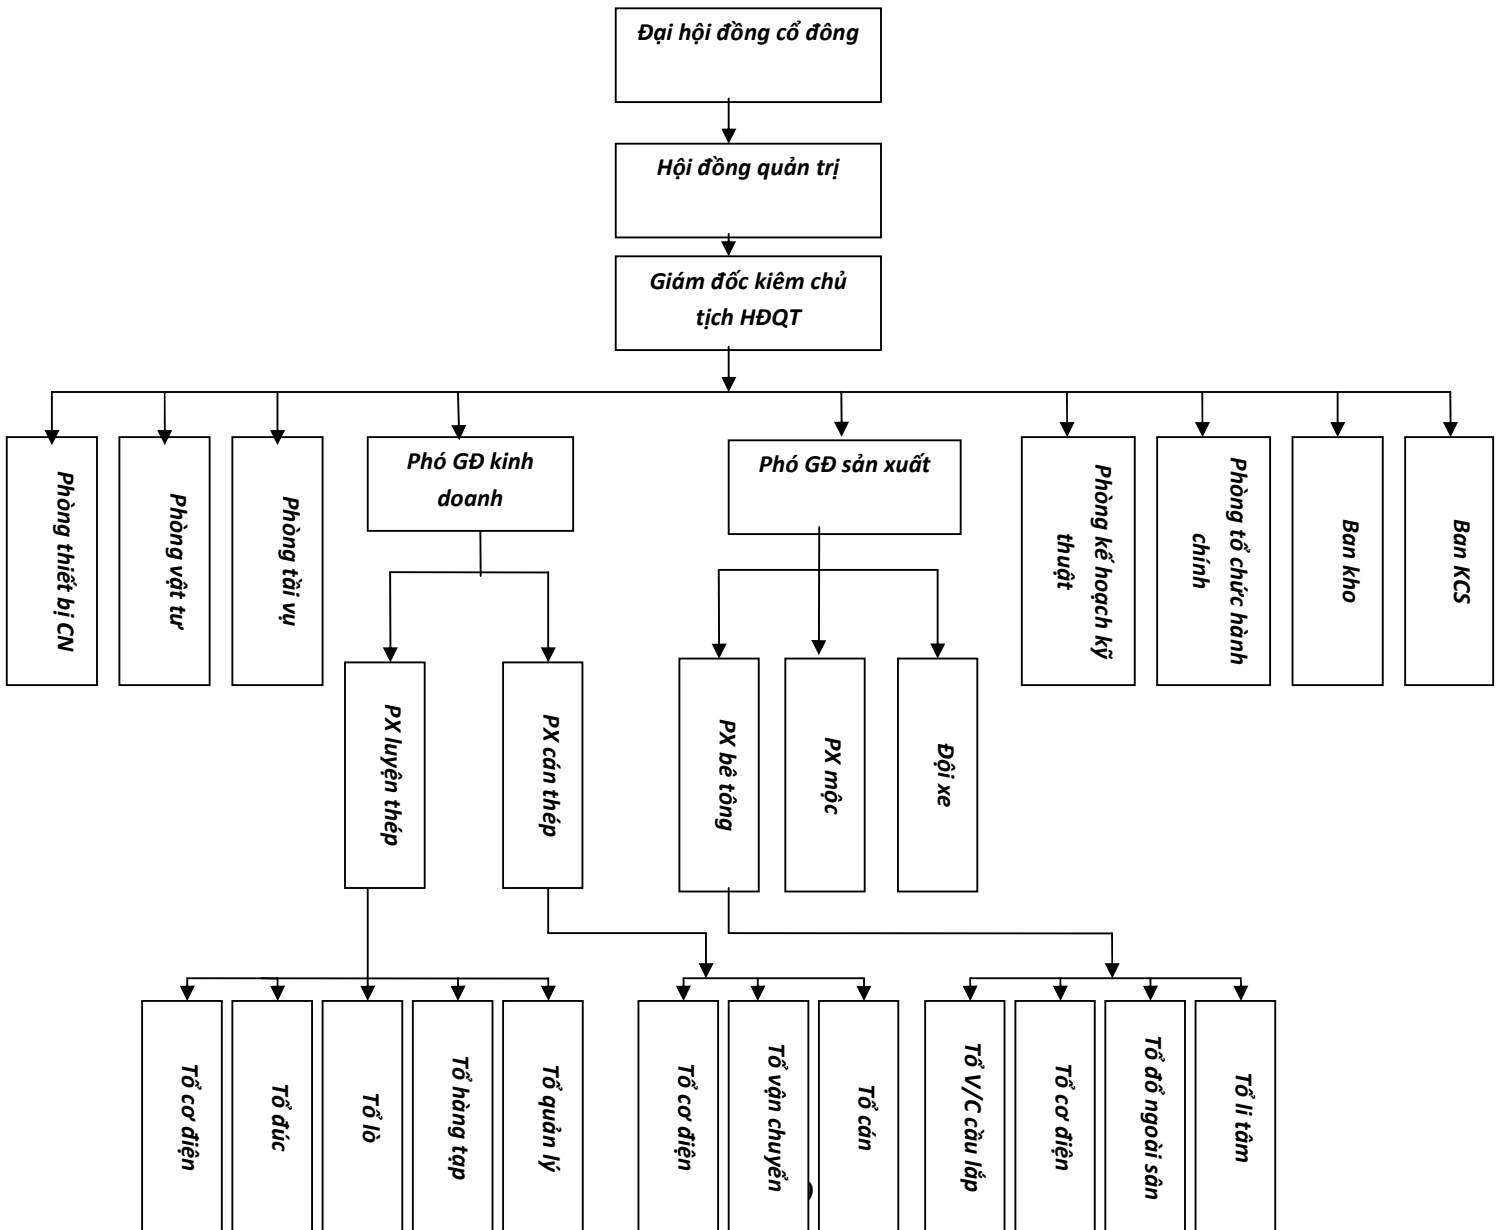 Đại hội đồng cổ đông
Hội đồng quản trị
Giám đốc kiêm chủ
tịch HĐQT
Phòng thiết bị CN
Phòng vật tư
Phòng tài vụ
Phó GĐ kinh
doanh
Phó GĐ sản xuất
Phòng kế hoạch kỹ
thuật
Phòng tổ chức hành
chính
Ban kho
Ban KCS
PX luyện thép
PX cán thép
PX bê tông
PX mộc
Đội xe
Tổ cơ điện
Tổ đúc
Tổ lò
Tổ hàng tạp
Tổ quản lý
Tổ cơ điện
Tổ vận chuyển
Tổ cán
Tổ V/C cầu lắp
Tổ cơ điện
Tổ đổ ngoài sân
Tổ li tâm